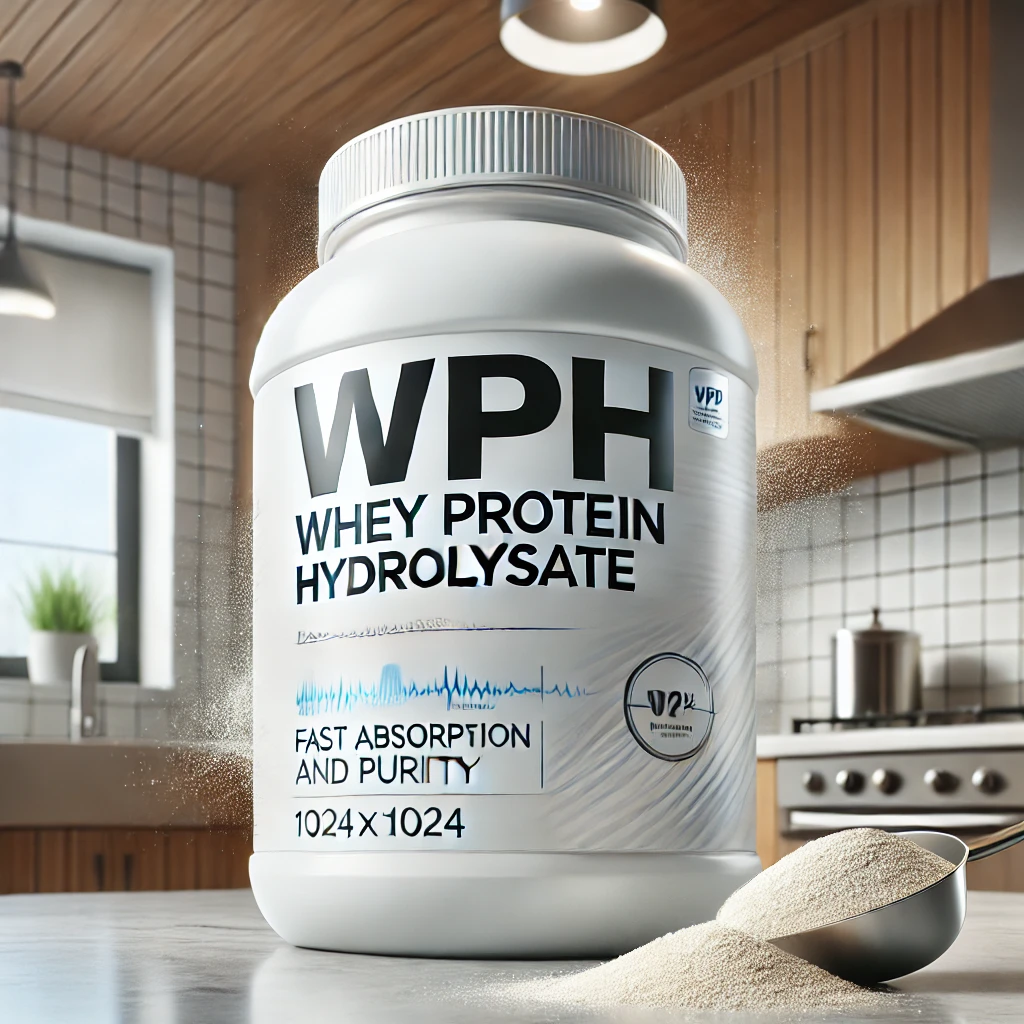 WPH
WHEY PROTEIN
HYDROLYSATE
FAST ABSORPTION
AND PURITY
1024x1024